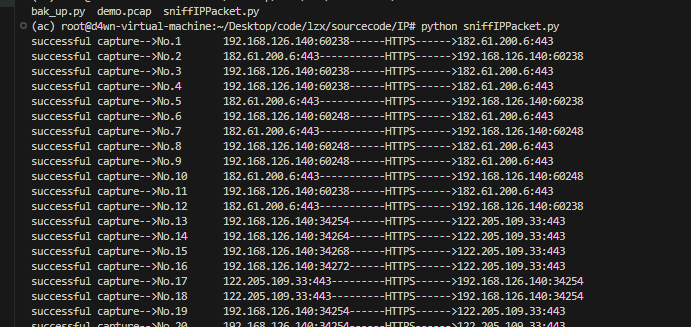 bak_up.py  demo.pcap  sniffIPPacket.py
(ac) root@d4wn-virtual-machine:~/Desktop/code/lzx/sourcecode/IP# python sniffIPPacket.py
successful capture-->No.1      192.168.126.140:60238------HTTPS------>182.61.200.6:443
successful capture-->No.2      182.61.200.6:443-----------HTTPS------>192.168.126.140:60238
successful capture-->No.3      192.168.126.140:60238------HTTPS------>182.61.200.6:443
successful capture-->No.4      192.168.126.140:60238------HTTPS------>182.61.200.6:443
successful capture-->No.5      182.61.200.6:443-----------HTTPS------>192.168.126.140:60238
successful capture-->No.6      192.168.126.140:60248------HTTPS------>182.61.200.6:443
successful capture-->No.7      182.61.200.6:443-----------HTTPS------>192.168.126.140:60248
successful capture-->No.8      192.168.126.140:60248------HTTPS------>182.61.200.6:443
successful capture-->No.9      192.168.126.140:60248------HTTPS------>182.61.200.6:443
successful capture-->No.10     182.61.200.6:443-----------HTTPS------>192.168.126.140:60248
successful capture-->No.11     192.168.126.140:60238------HTTPS------>182.61.200.6:443
successful capture-->No.12     182.61.200.6:443-----------HTTPS------>192.168.126.140:60238
successful capture-->No.13     192.168.126.140:34254------HTTPS------>122.205.109.33:443
successful capture-->No.14     192.168.126.140:34264------HTTPS------>122.205.109.33:443
successful capture-->No.15     192.168.126.140:34268------HTTPS------>122.205.109.33:443
successful capture-->No.16     192.168.126.140:34272------HTTPS------>122.205.109.33:443
successful capture-->No.17     122.205.109.33:443---------HTTPS------>192.168.126.140:34254
successful capture-->No.18     122.205.109.33:443---------HTTPS------>192.168.126.140:34254
successful capture-->No.19     192.168.126.140:34254------HTTPS------>122.205.109.33:443
successful capture-->No.20     192.168.126.140:34254------HTTPS------>122.205.109.33:443